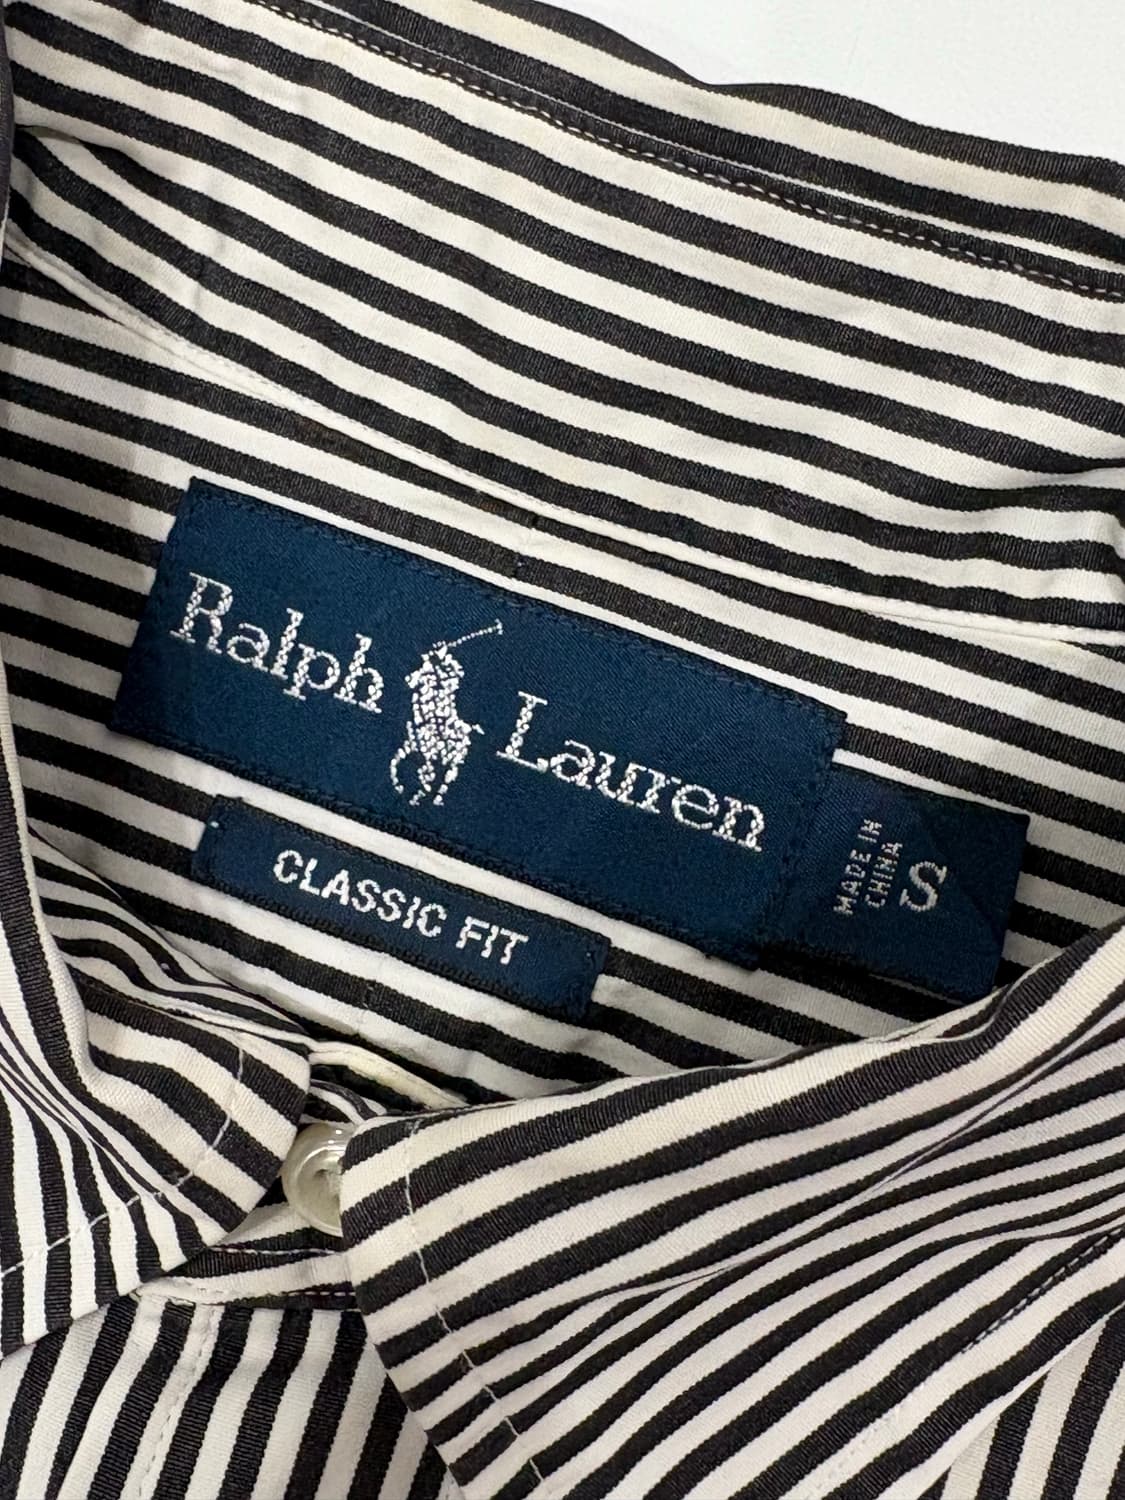 Ralph Lauren
CLASSIC FIT
MADE IN
CHINA
S